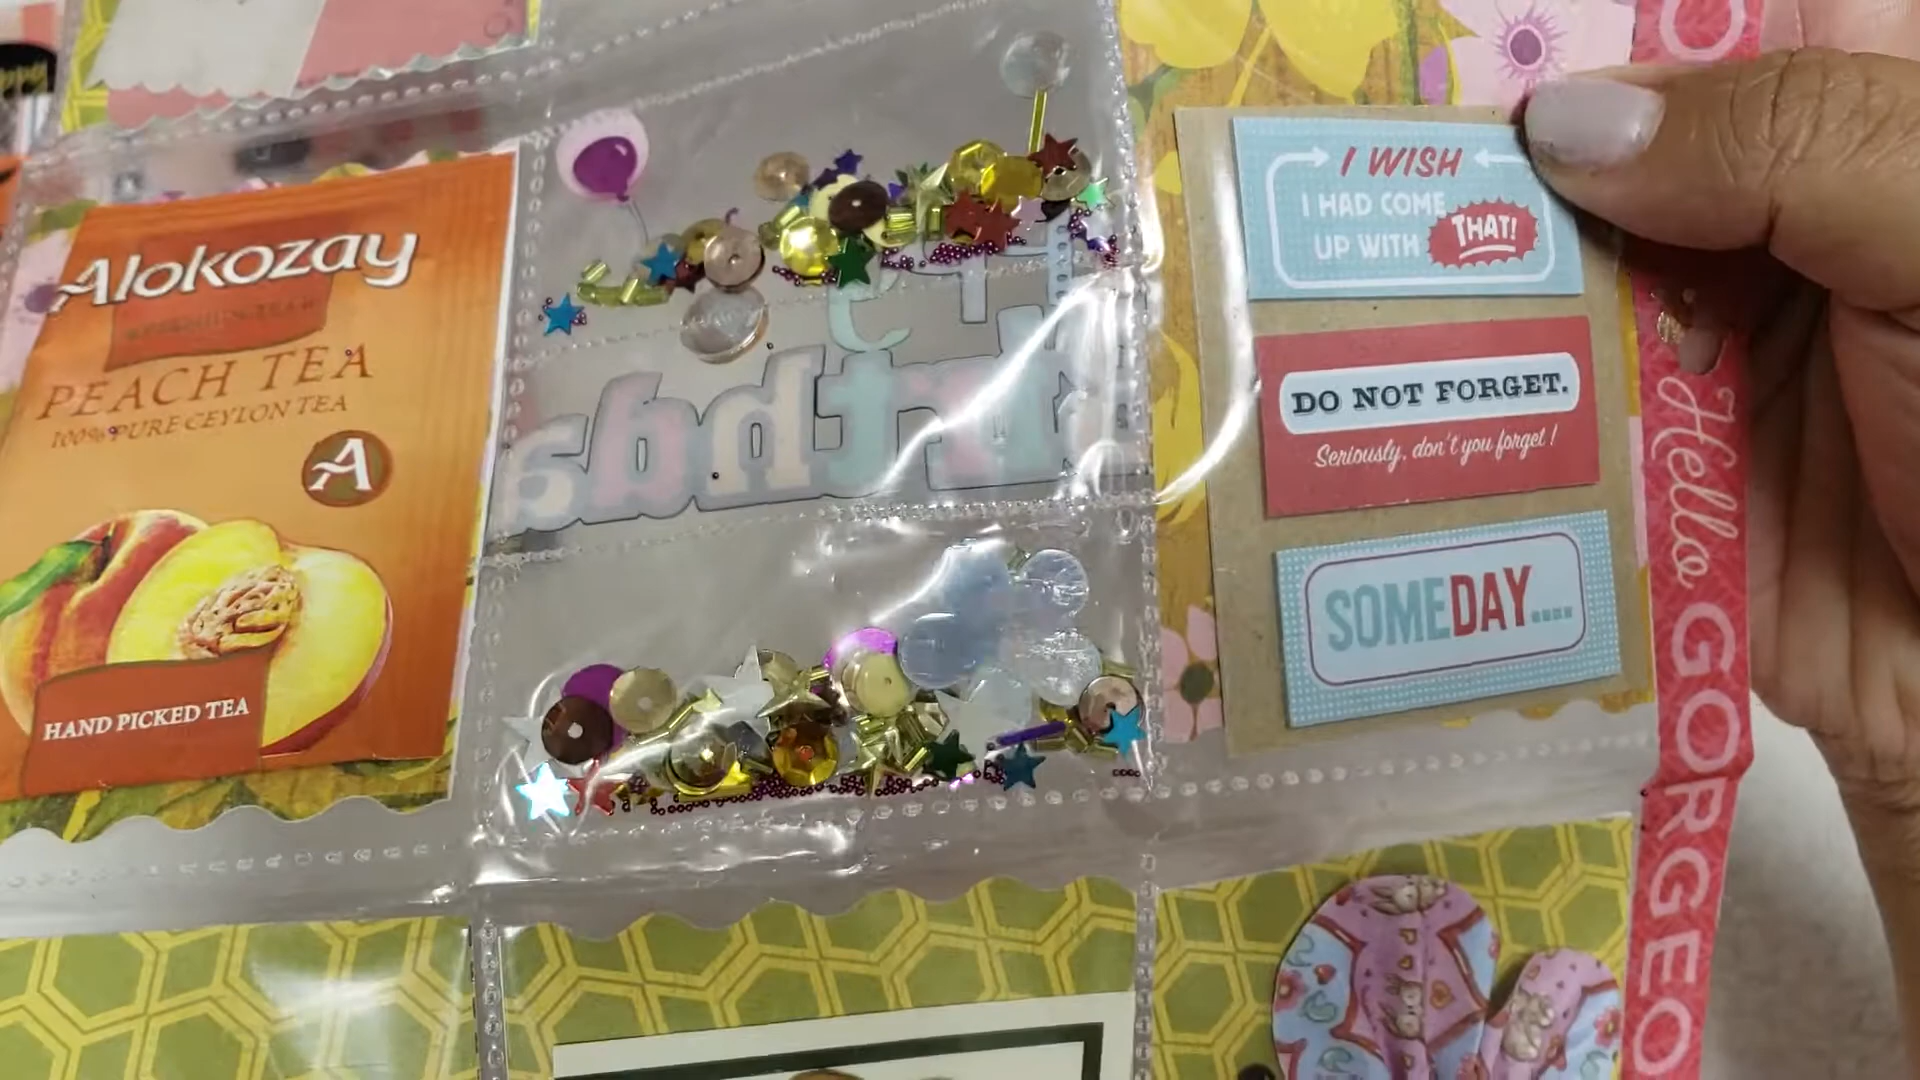 Alokozay
PEACH TEA
100% PURE CEYLON TEA
A
HAND PICKED TEA
I WISH
I HAD COME
UP WITH THAT!
DO NOT FORGET.
Seriously, don't you forget!
SOMEDAY....
Hello GORGEO